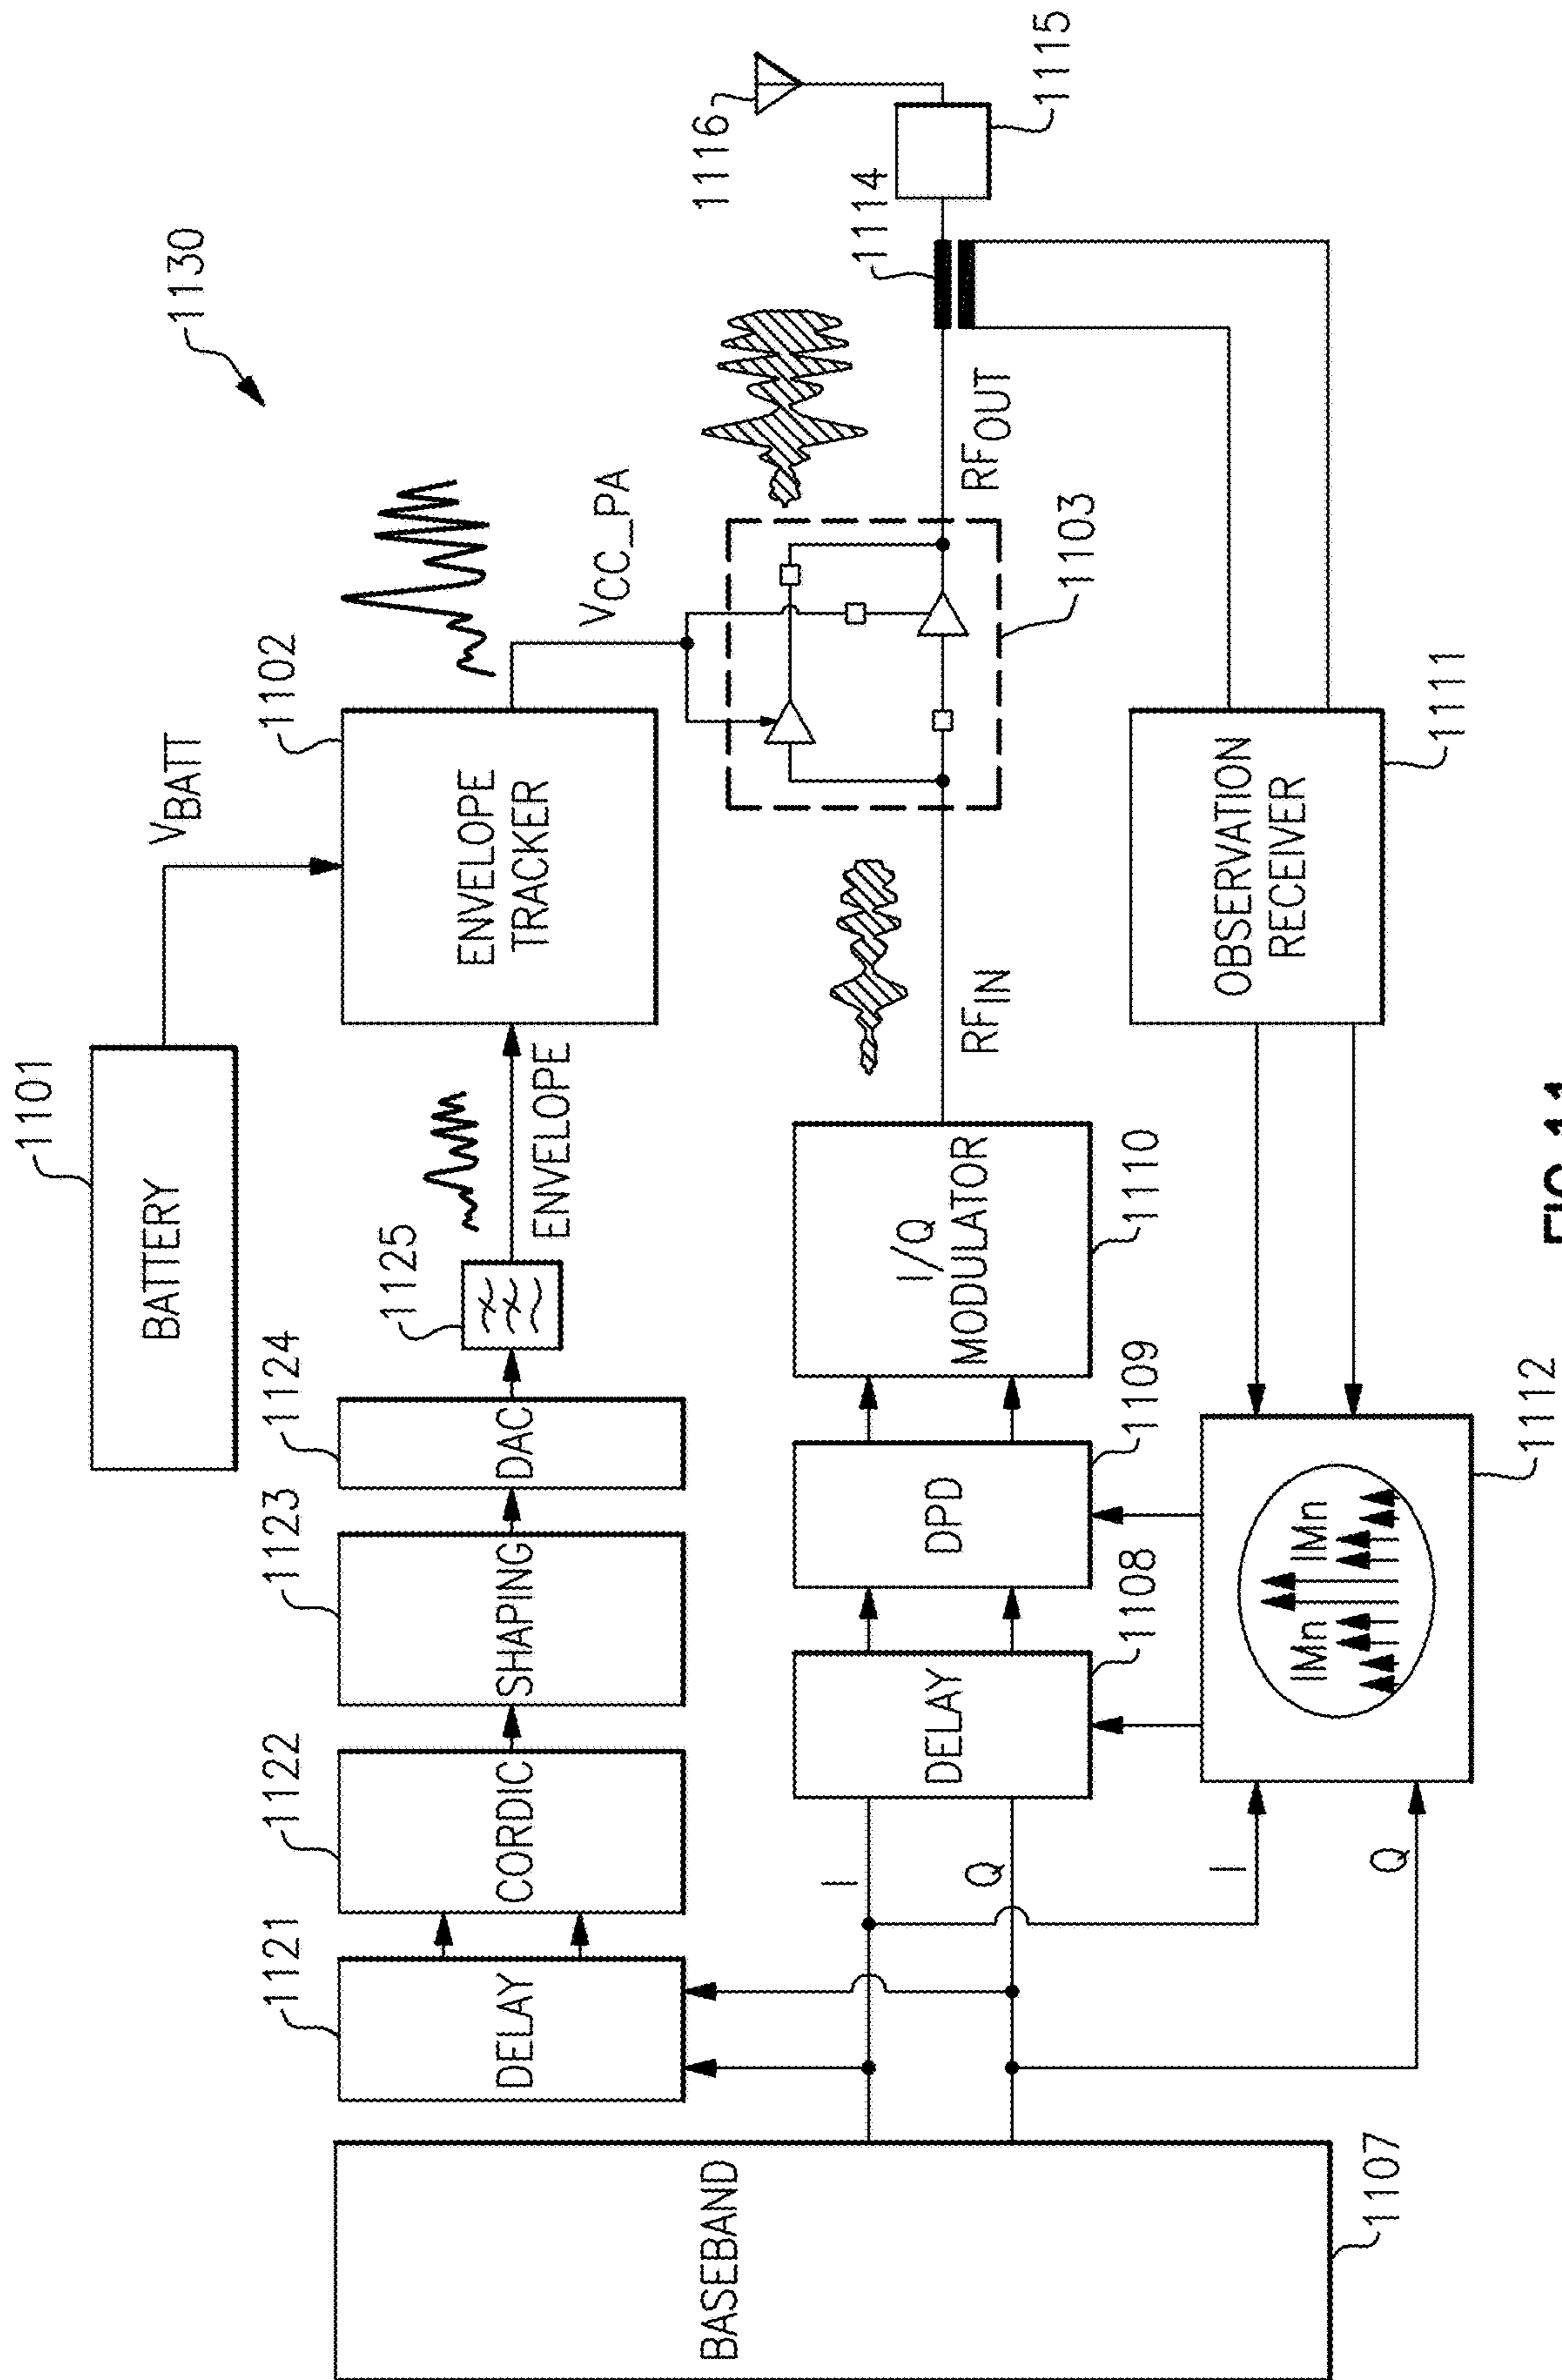 1130
1101
BATTERY
VBATT
1102
ENVELOPE
TRACKER
VCC_PA
1121
DELAY
1122
CORDIC
1123
SHAPING
1124
DAC
1125
ENVELOPE
1116
1114
1115
1103
RFOUT
RFIN
I/Q
MODULATOR
1110
DPD
1109
DELAY
1108
I
Q
I
Q
BASEBAND
1107
OBSERVATION
RECEIVER
1111
IMn
IMn
1112
FIG.11